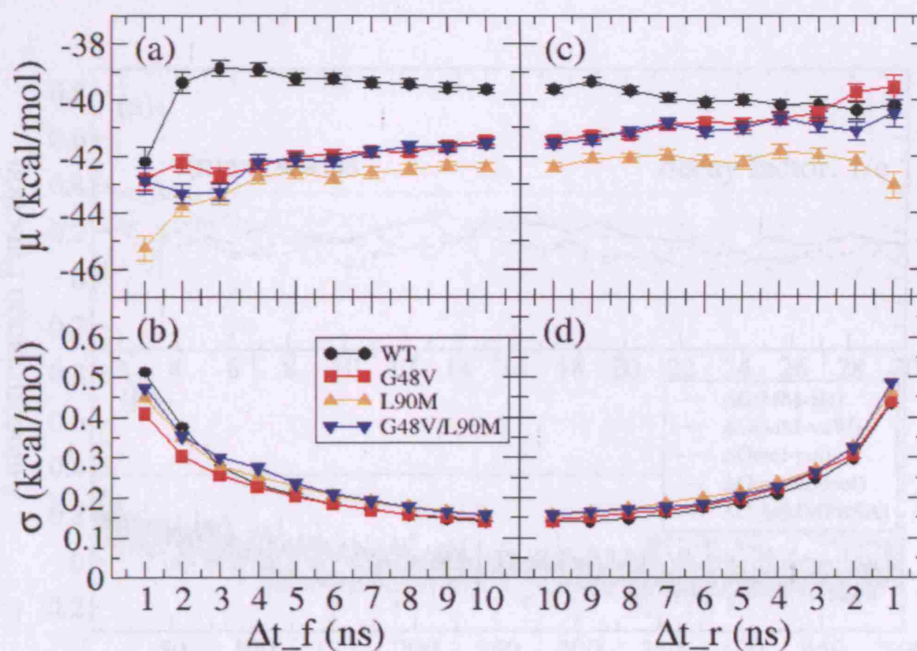 (a)
(c)
-38
-40
-42
-44
-46
μ (kcal/mol)
(b)
(d)
0.6
0.5
0.4
0.3
0.2
0.1
0
σ (kcal/mol)
WT
G48V
L90M
G48V/L90M
1 2 3 4 5 6 7 8 9 10
10 9 8 7 6 5 4 3 2 1
Δt_f (ns)
Δt_r (ns)